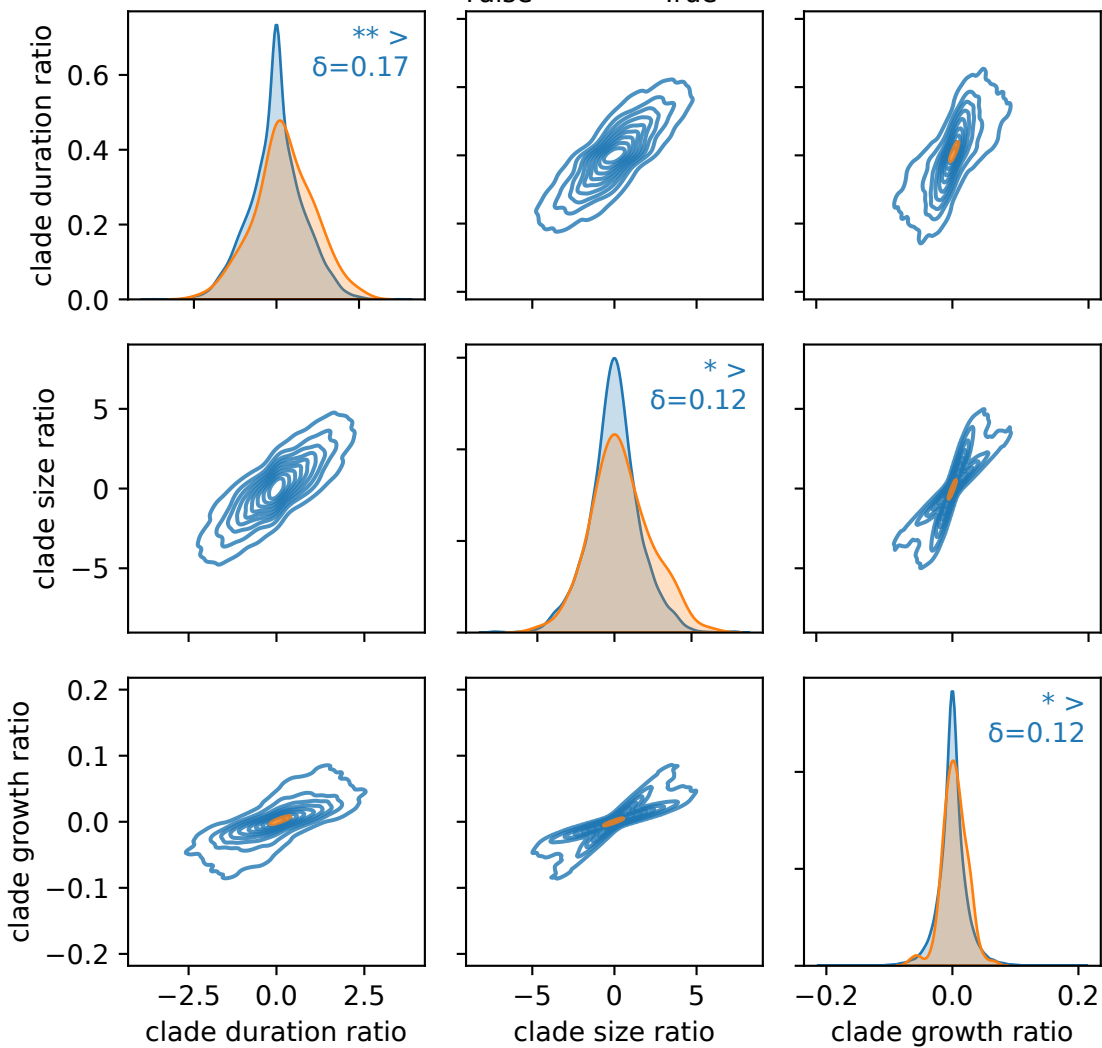 False True
clade duration ratio
0.6
0.4
0.2
0.0
** >
δ=0.17
clade size ratio
5
0
−5
* >
δ=0.12
clade growth ratio
0.2
0.1
0.0
−0.1
−0.2
* >
δ=0.12
−2.5 0.0 2.5
−5 0 5
−0.2 0.0 0.2
clade duration ratio
clade size ratio
clade growth ratio